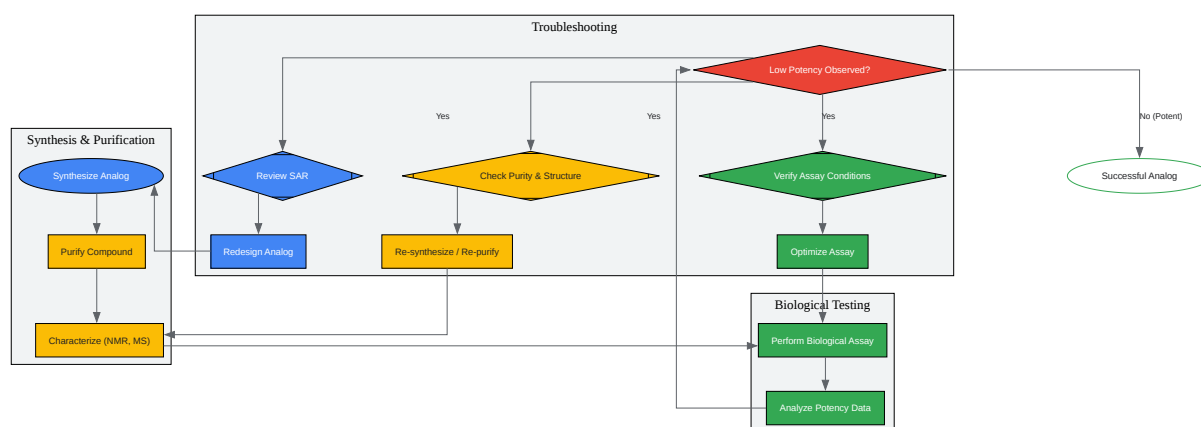 Troubleshooting
Low Potency Observed?
Yes
Yes
Yes
No (Potent)
Synthesis & Purification
Synthesize Analog
Review SAR
Check Purity & Structure
Verify Assay Conditions
Successful Analog
Purify Compound
Redesign Analog
Re-synthesize / Re-purify
Optimize Assay
Biological Testing
Characterize (NMR, MS)
Perform Biological Assay
Analyze Potency Data